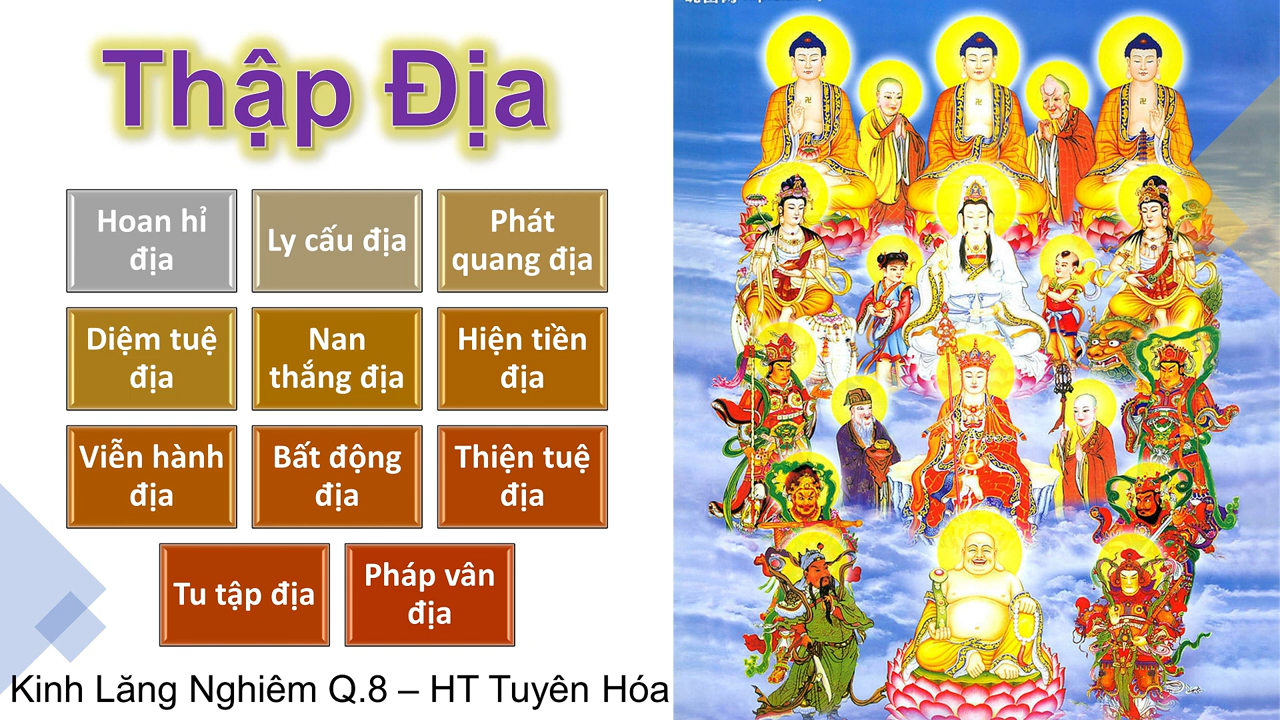 Thập Địa
Hoan hỉ
địa
Ly cấu địa
Phát
quang địa
Diệm tuệ
địa
Nan
thắng địa
Hiện tiền
địa
Viễn hành
địa
Bất động
địa
Thiện tuệ
địa
Tu tập địa
Pháp vân
địa
Kinh Lăng Nghiêm Q.8 – HT Tuyên Hóa
卍
卍